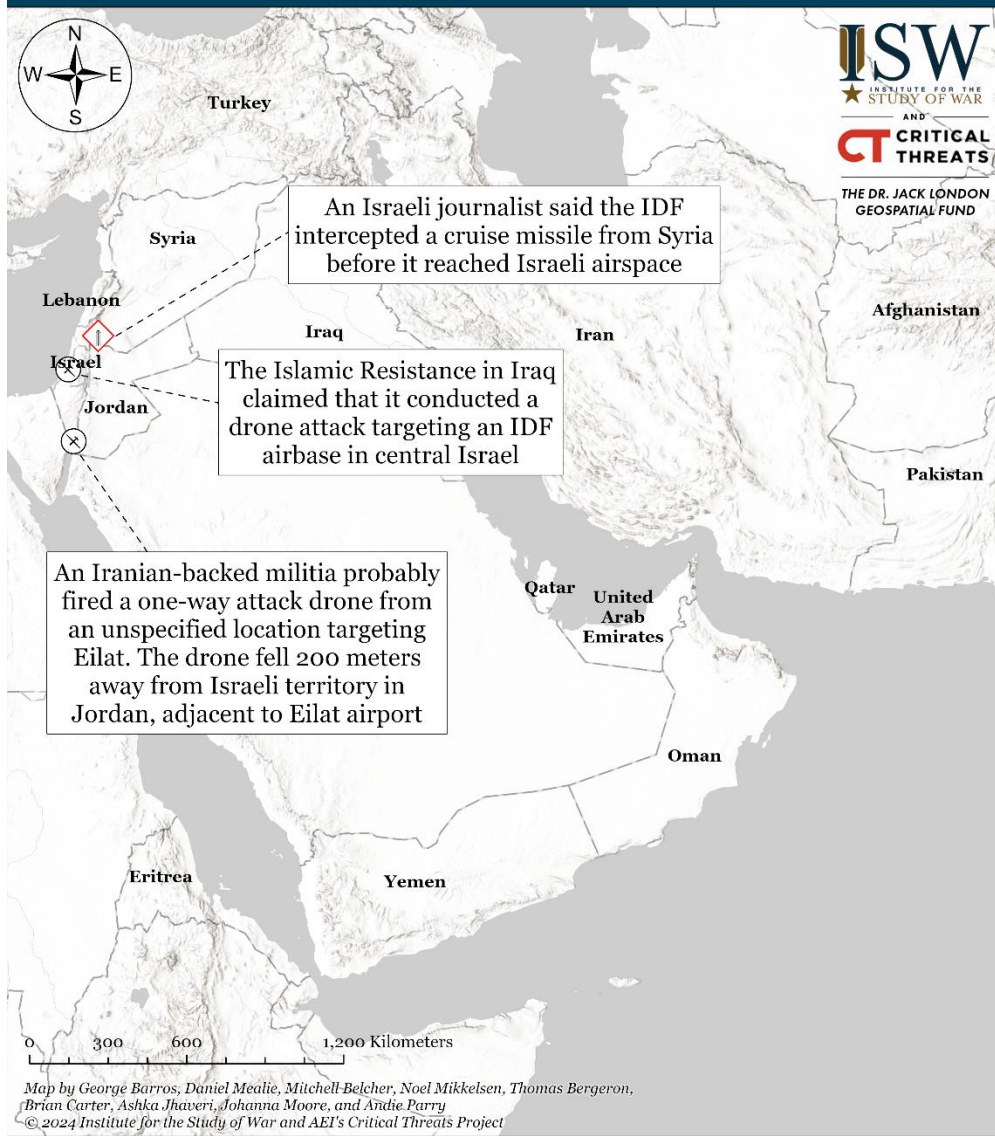 N
W
E
S
ISW
INSTITUTE FOR THE
STUDY OF WAR
AND
CT CRITICAL
THREATS
THE DR. JACK LONDON
GEOSPATIAL FUND
Turkey
An Israeli journalist said the IDF
intercepted a cruise missile from Syria
before it reached Israeli airspace
Syria
Lebanon
Iraq
Iran
Afghanistan
Israel
The Islamic Resistance in Iraq
claimed that it conducted a
drone attack targeting an IDF
airbase in central Israel
Jordan
Pakistan
An Iranian-backed militia probably
fired a one-way attack drone from
an unspecified location targeting
Eilat. The drone fell 200 meters
away from Israeli territory in
Jordan, adjacent to Eilat airport
Qatar
United
Arab
Emirates
Oman
Eritrea
Yemen
0 300 600 1,200 Kilometers
Map by George Barros, Daniel Mealie, Mitchell Belcher, Noel Mikkelsen, Thomas Bergeron,
Brian Carter, Ashka Jhaveri, Johanna Moore, and Andie Parry
© 2024 Institute for the Study of War and AEI's Critical Threats Project